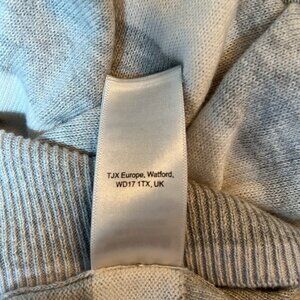 TJX Europe, Watford,
WD17 1TX, UK